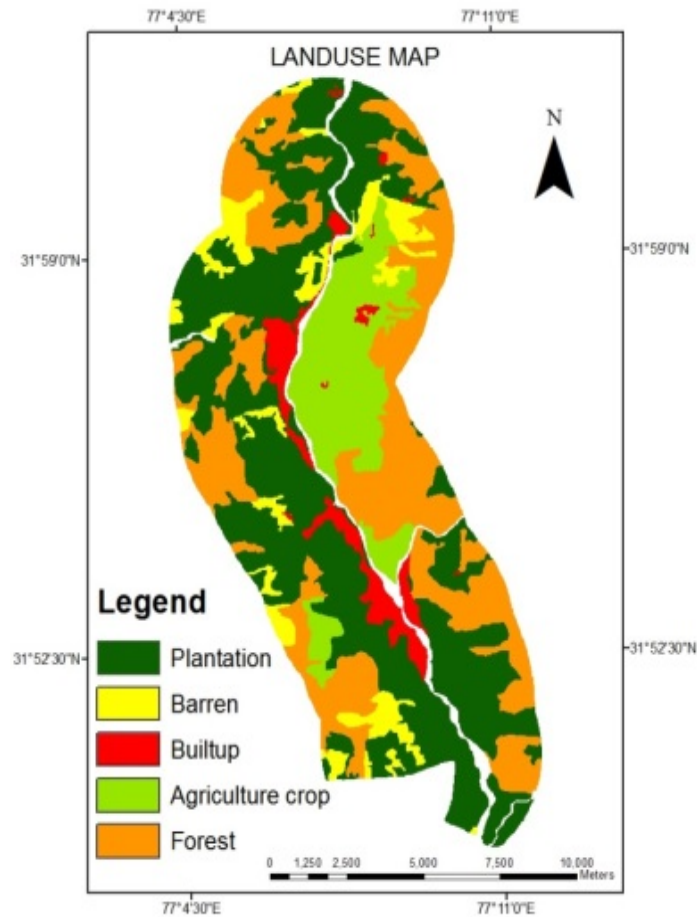 77°4'30"E 77°11'0"E
LANDUSE MAP
N
31°59'0"N 31°59'0"N
Legend
Plantation
31°52'30"N 31°52'30"N
Barren
Builtup
Agriculture crop
Forest
0 1,250 2,500 5,000 7,500 10,000
Meters
77°4'30"E 77°11'0"E